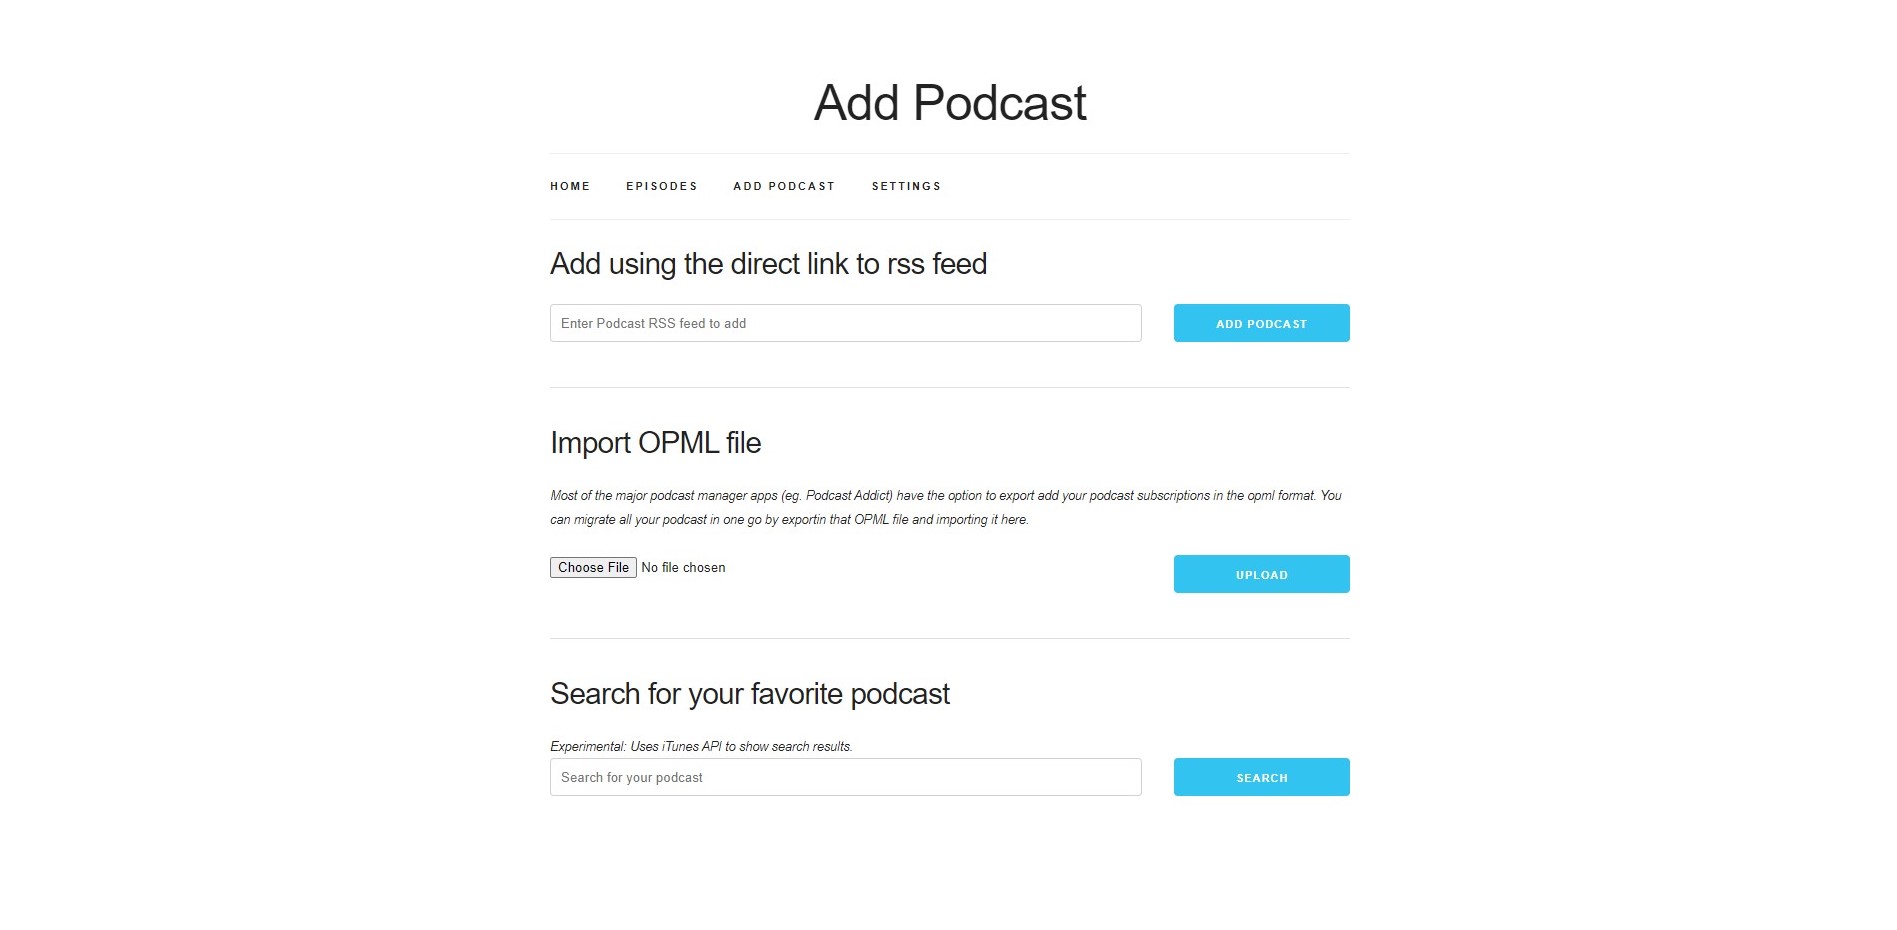 Add Podcast
HOME EPISODES ADD PODCAST SETTINGS
Add using the direct link to rss feed
Enter Podcast RSS feed to add ADD PODCAST
Import OPML file
Most of the major podcast manager apps (eg. Podcast Addict) have the option to export add your podcast subscriptions in the opml format. You
can migrate all your podcast in one go by exportin that OPML file and importing it here.
Choose File No file chosen UPLOAD
Search for your favorite podcast
Experimental: Uses iTunes API to show search results.
Search for your podcast SEARCH